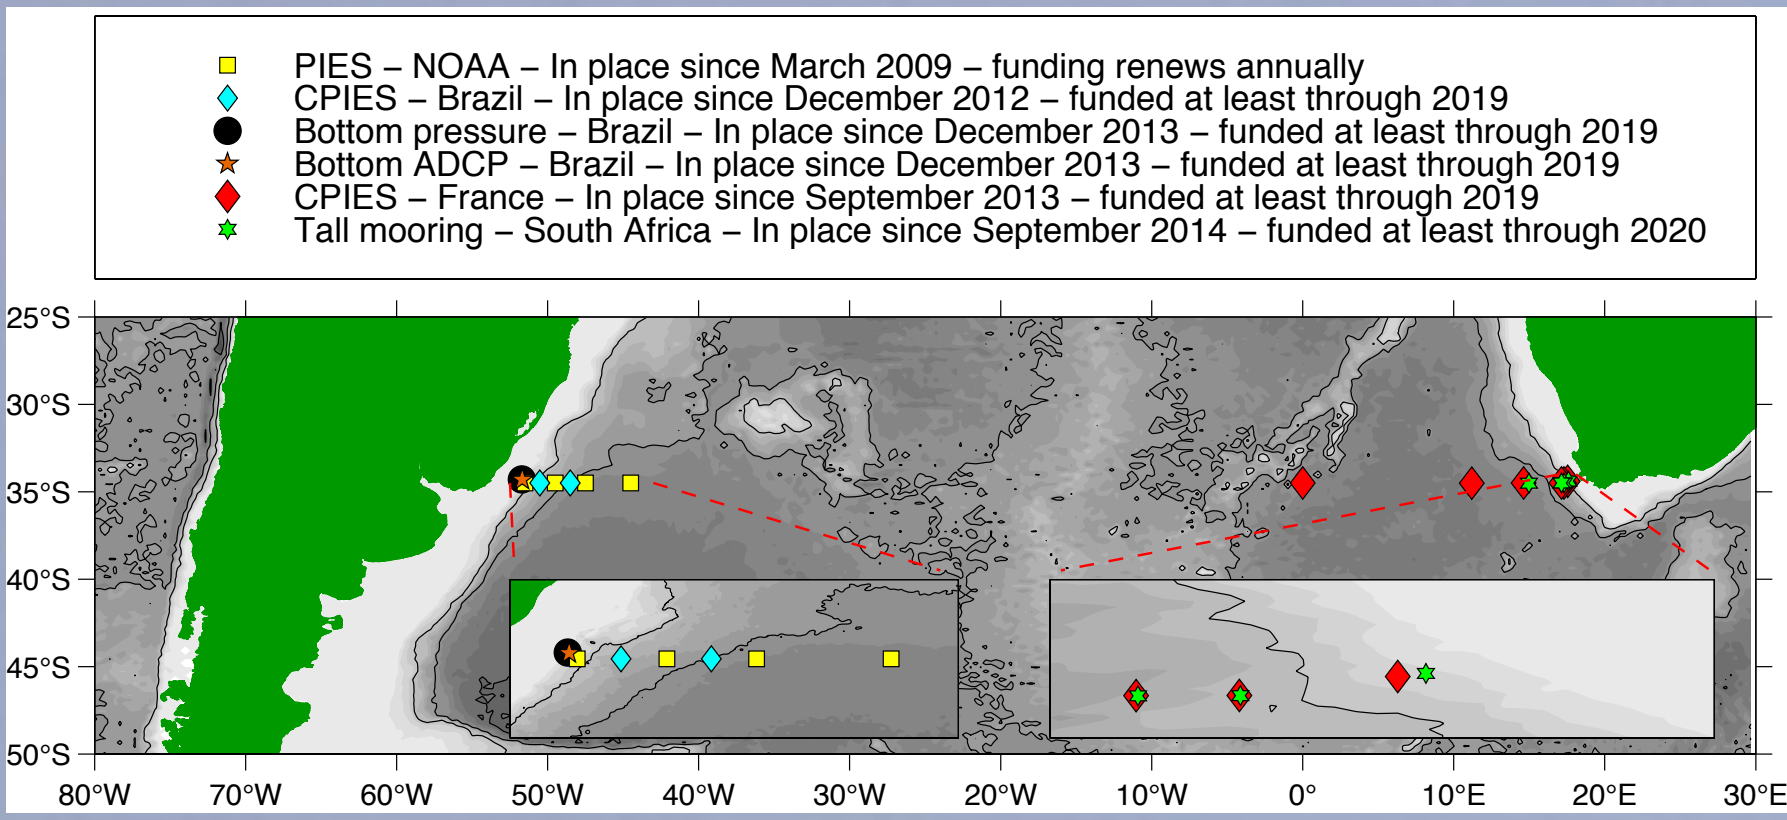 PIES – NOAA – In place since March 2009 – funding renews annually
CPIES – Brazil – In place since December 2012 – funded at least through 2019
Bottom pressure – Brazil – In place since December 2013 – funded at least through 2019
Bottom ADCP – Brazil – In place since December 2013 – funded at least through 2019
CPIES – France – In place since September 2013 – funded at least through 2019
Tall mooring – South Africa – In place since September 2014 – funded at least through 2020
25°S
30°S
35°S
40°S
45°S
50°S
80°W 70°W 60°W 50°W 40°W 30°W 20°W 10°W 0° 10°E 20°E 30°E